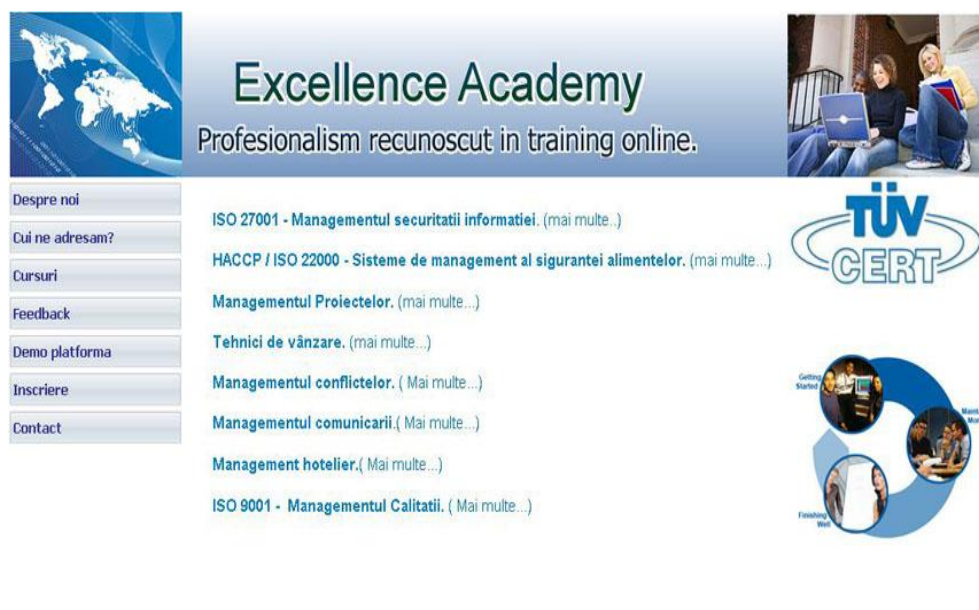 Excellence Academy
Profesionalism recunoscut in training online.
Despre noi
Cui ne adresam?
Cursuri
Feedback
Demo platforma
Inscriere
Contact
ISO 27001 - Managementul securitatii informatiei. (mai multe..)
HACCP / ISO 22000 - Sisteme de management al sigurantei alimentelor. (mai multe...)
Managementul Proiectelor. (mai multe...)
Tehnici de vânzare. (mai multe...)
Managementul conflictelor. ( Mai multe...)
Managementul comunicarii.( Mai multe...)
Management hotelier.( Mai multe...)
ISO 9001 - Managementul Calitatii. ( Mai multe...)
TÜV
CERT
Getting
Started
Finishing
Well